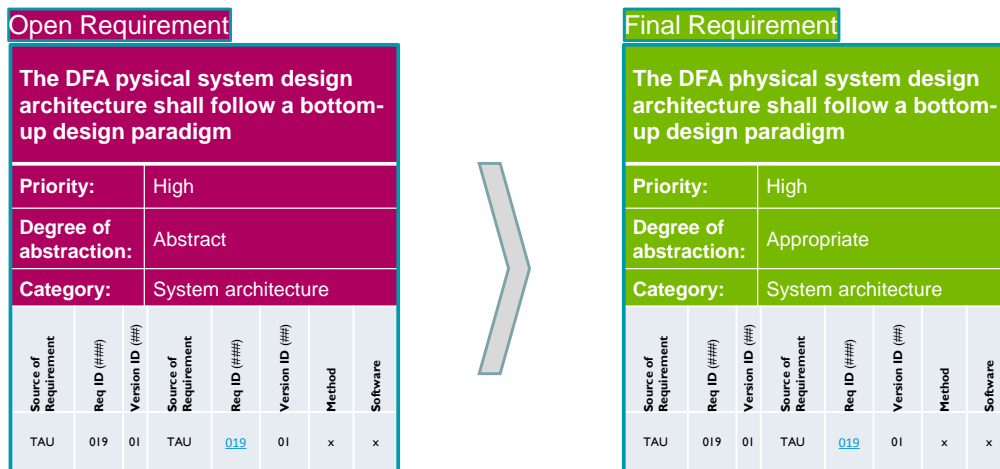 Open Requirement
The DFA pysical system design
architecture shall follow a bottom-
up design paradigm
Priority: High
Degree of
abstraction: Abstract
Category: System architecture
Source of
Requirement
Req ID (###)
Version ID (##)
Source of
Requirement
Req ID (###)
Version ID (##)
Method
Software
TAU 019 01 TAU 019 01 x x
Final Requirement
The DFA physical system design
architecture shall follow a bottom-
up design paradigm
Priority: High
Degree of
abstraction: Appropriate
Category: System architecture
Source of
Requirement
Req ID (###)
Version ID (##)
Source of
Requirement
Req ID (###)
Version ID (##)
Method
Software
TAU 019 01 TAU 019 01 x x